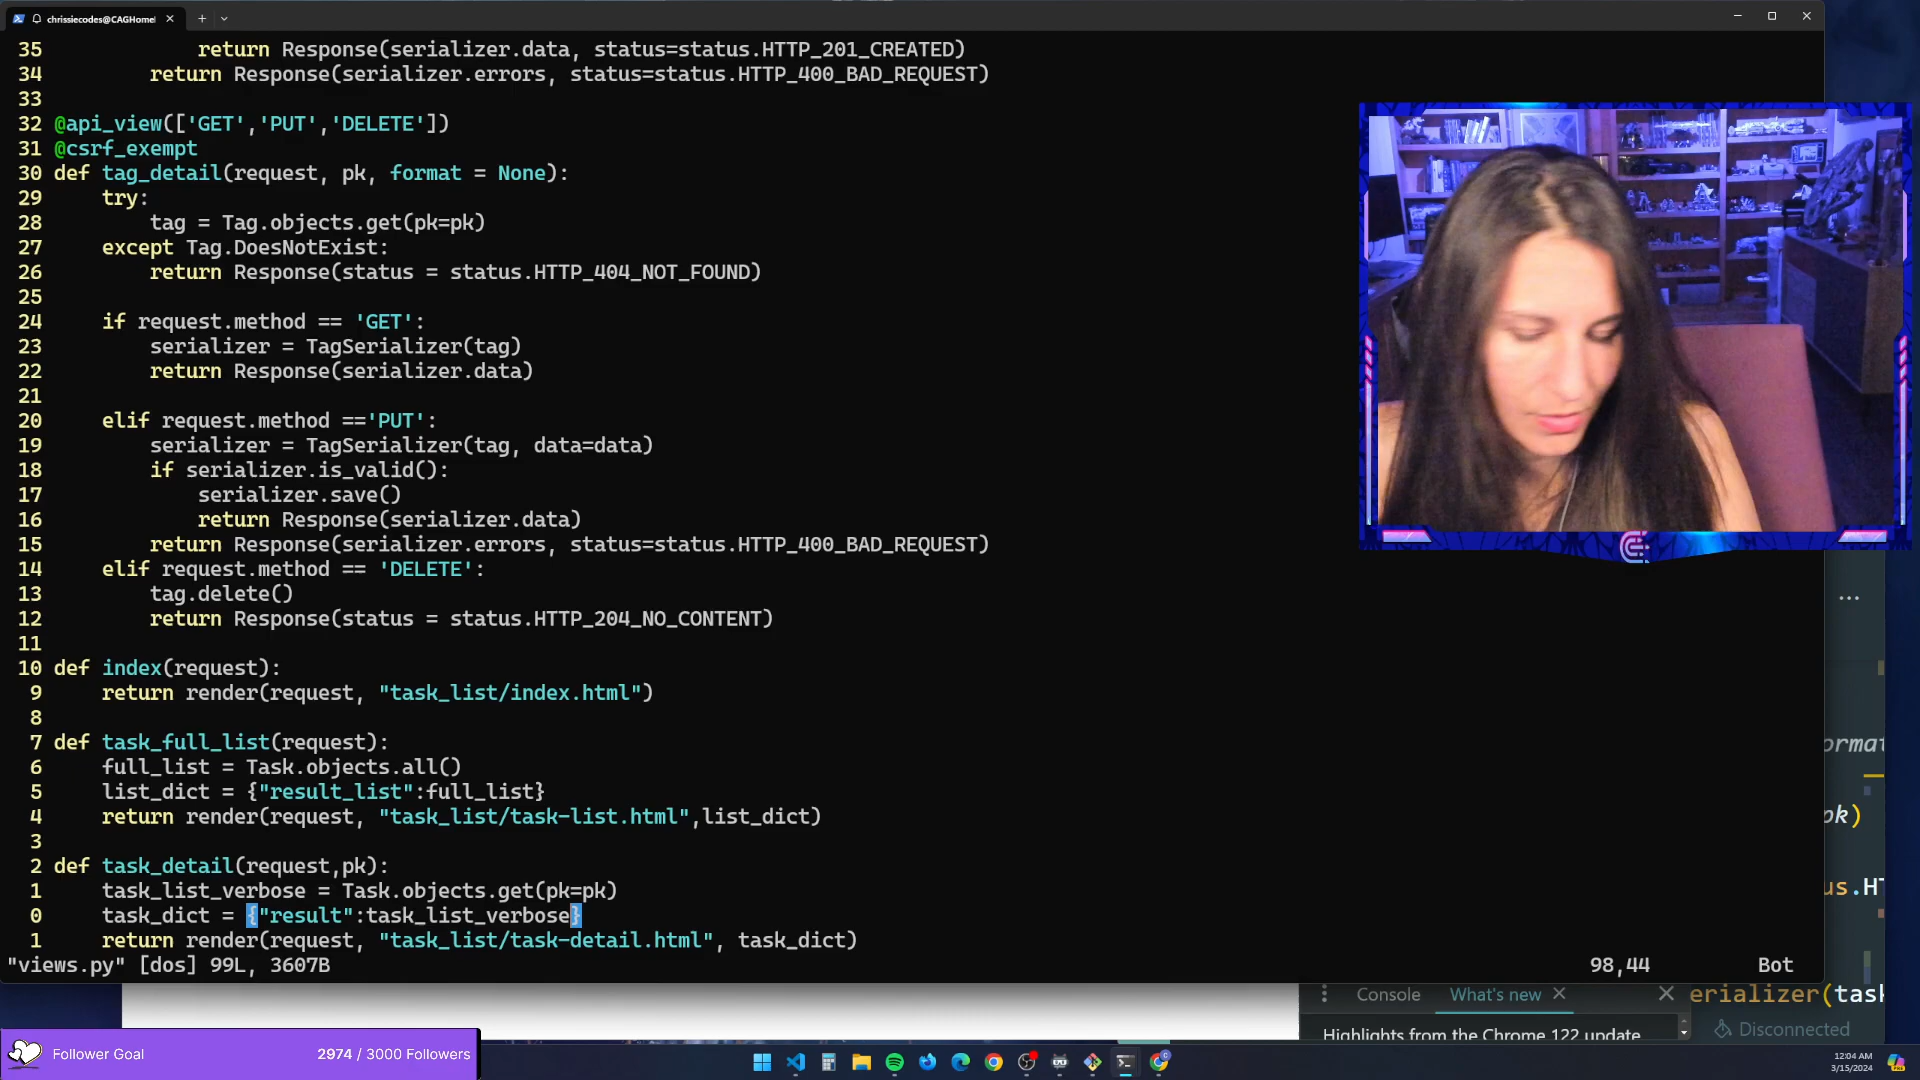 chrissiecodes@CAGHomel
35 return Response(serializer.data, status=status.HTTP_201_CREATED)
34 return Response(serializer.errors, status=status.HTTP_400_BAD_REQUEST)
33
32 @api_view(['GET','PUT','DELETE'])
31 @csrf_exempt
30 def tag_detail(request, pk, format = None):
29 try:
28 tag = Tag.objects.get(pk=pk)
27 except Tag.DoesNotExist:
26 return Response(status = status.HTTP_404_NOT_FOUND)
25
24 if request.method == 'GET':
23 serializer = TagSerializer(tag)
22 return Response(serializer.data)
21
20 elif request.method =='PUT':
19 serializer = TagSerializer(tag, data=data)
18 if serializer.is_valid():
17 serializer.save()
16 return Response(serializer.data)
15 return Response(serializer.errors, status=status.HTTP_400_BAD_REQUEST)
14 elif request.method == 'DELETE':
13 tag.delete()
12 return Response(status = status.HTTP_204_NO_CONTENT)
11
10 def index(request):
9 return render(request, "task_list/index.html")
8
7 def task_full_list(request):
6 full_list = Task.objects.all()
5 list_dict = {"result_list":full_list}
4 return render(request, "task_list/task-list.html",list_dict)
3
2 def task_detail(request,pk):
1 task_list_verbose = Task.objects.get(pk=pk)
0 task_dict = {"result":task_list_verbose}
1 return render(request, "task_list/task-detail.html", task_dict)
"views.py" [dos] 99L, 3607B 98,44 Bot
ormat
pk)
us.HT
erializer(task
Console What's new
Highlights from the Chrome 122 update
Disconnected
Follower Goal 2974 / 3000 Followers
12:04 AM
3/15/2024